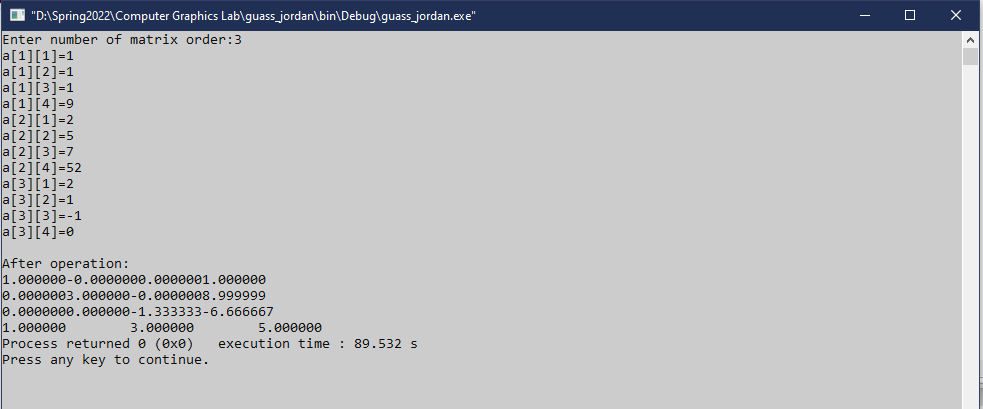 "D:\Spring2022\Computer Graphics Lab\guass_jordan\bin\Debug\guass_jordan.exe"
Enter number of matrix order:3
a[1][1]=1
a[1][2]=1
a[1][3]=1
a[1][4]=9
a[2][1]=2
a[2][2]=5
a[2][3]=7
a[2][4]=52
a[3][1]=2
a[3][2]=1
a[3][3]=-1
a[3][4]=0
After operation:
1.000000-0.0000000.0000001.000000
0.0000003.000000-0.0000008.999999
0.0000000.000000-1.333333-6.666667
1.000000        3.000000        5.000000
Process returned 0 (0x0)   execution time : 89.532 s
Press any key to continue.